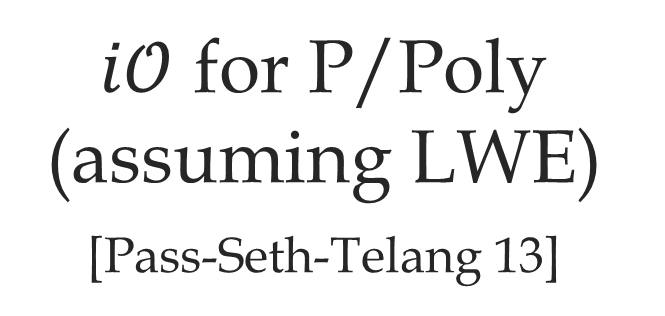 iO for P/Poly
(assuming LWE)
[Pass-Seth-Telang 13]